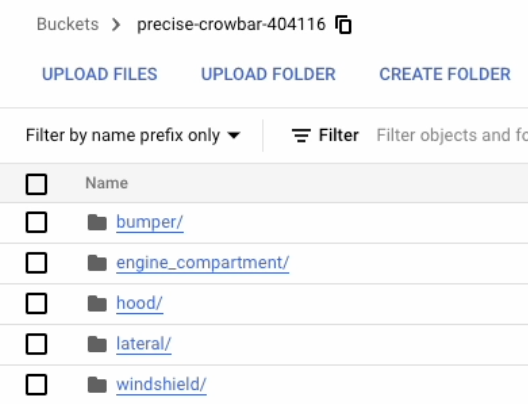 Buckets > precise-crowbar-404116
UPLOAD FILES UPLOAD FOLDER CREATE FOLDER
Filter by name prefix only Filter Filter objects and
Name
bumper/
engine_compartment/
hood/
lateral/
windshield/